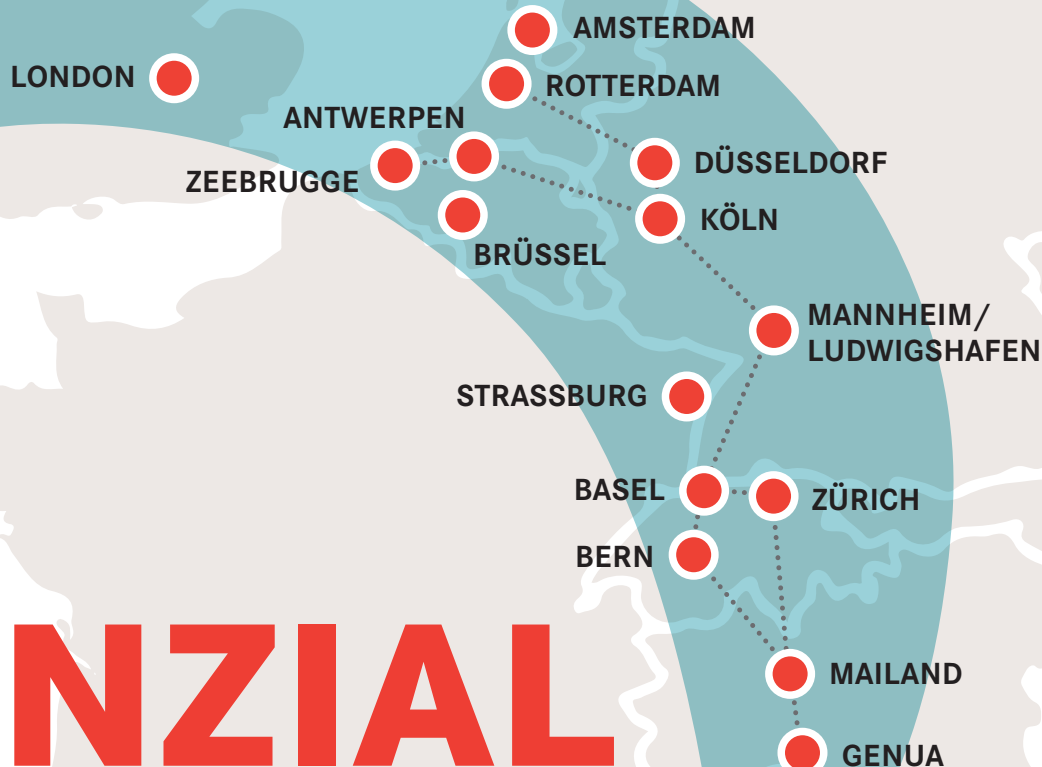 AMSTERDAM
LONDON
ROTTERDAM
ANTWERPEN
DÜSSELDORF
ZEEBRUGGE
KÖLN
BRÜSSEL
MANNHEIM/
LUDWIGSHAFEN
STRASSBURG
BASEL
ZÜRICH
BERN
MAILAND
NZIAL
GENUA